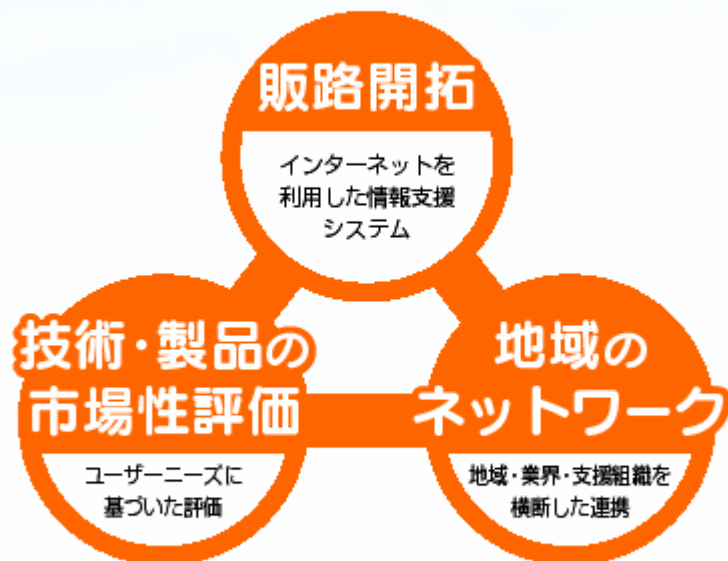 販路開拓
インターネットを
利用した情報支援
システム
技術・製品の
市場性評価
ユーザーニーズに
基づいた評価
地域の
ネットワーク
地域・業界・支援組織を
横断した連携